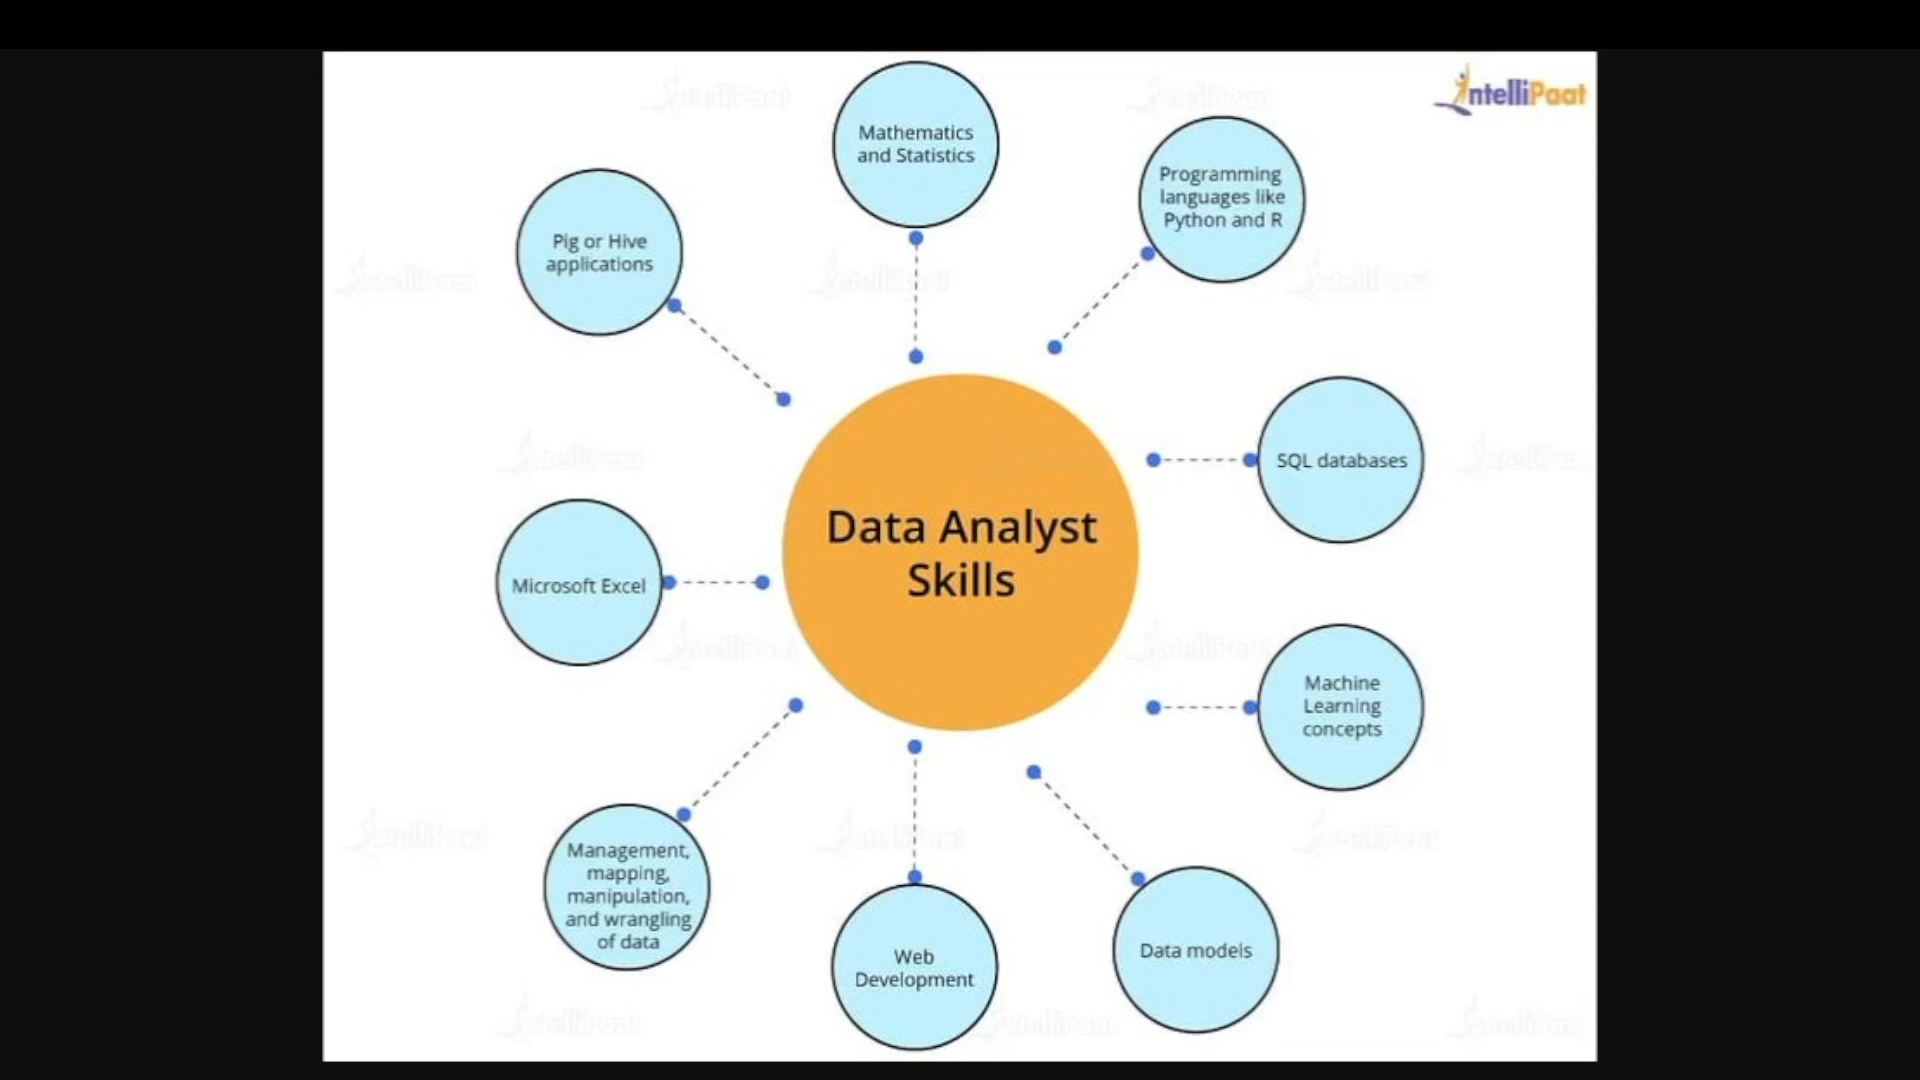 IntelliPaat
Mathematics
and Statistics
Programming
languages like
Python and R
Pig or Hive
applications
SQL databases
Data Analyst
Skills
Microsoft Excel
Machine
Learning
concepts
Management,
mapping,
manipulation,
and wrangling
of data
Web
Development
Data models